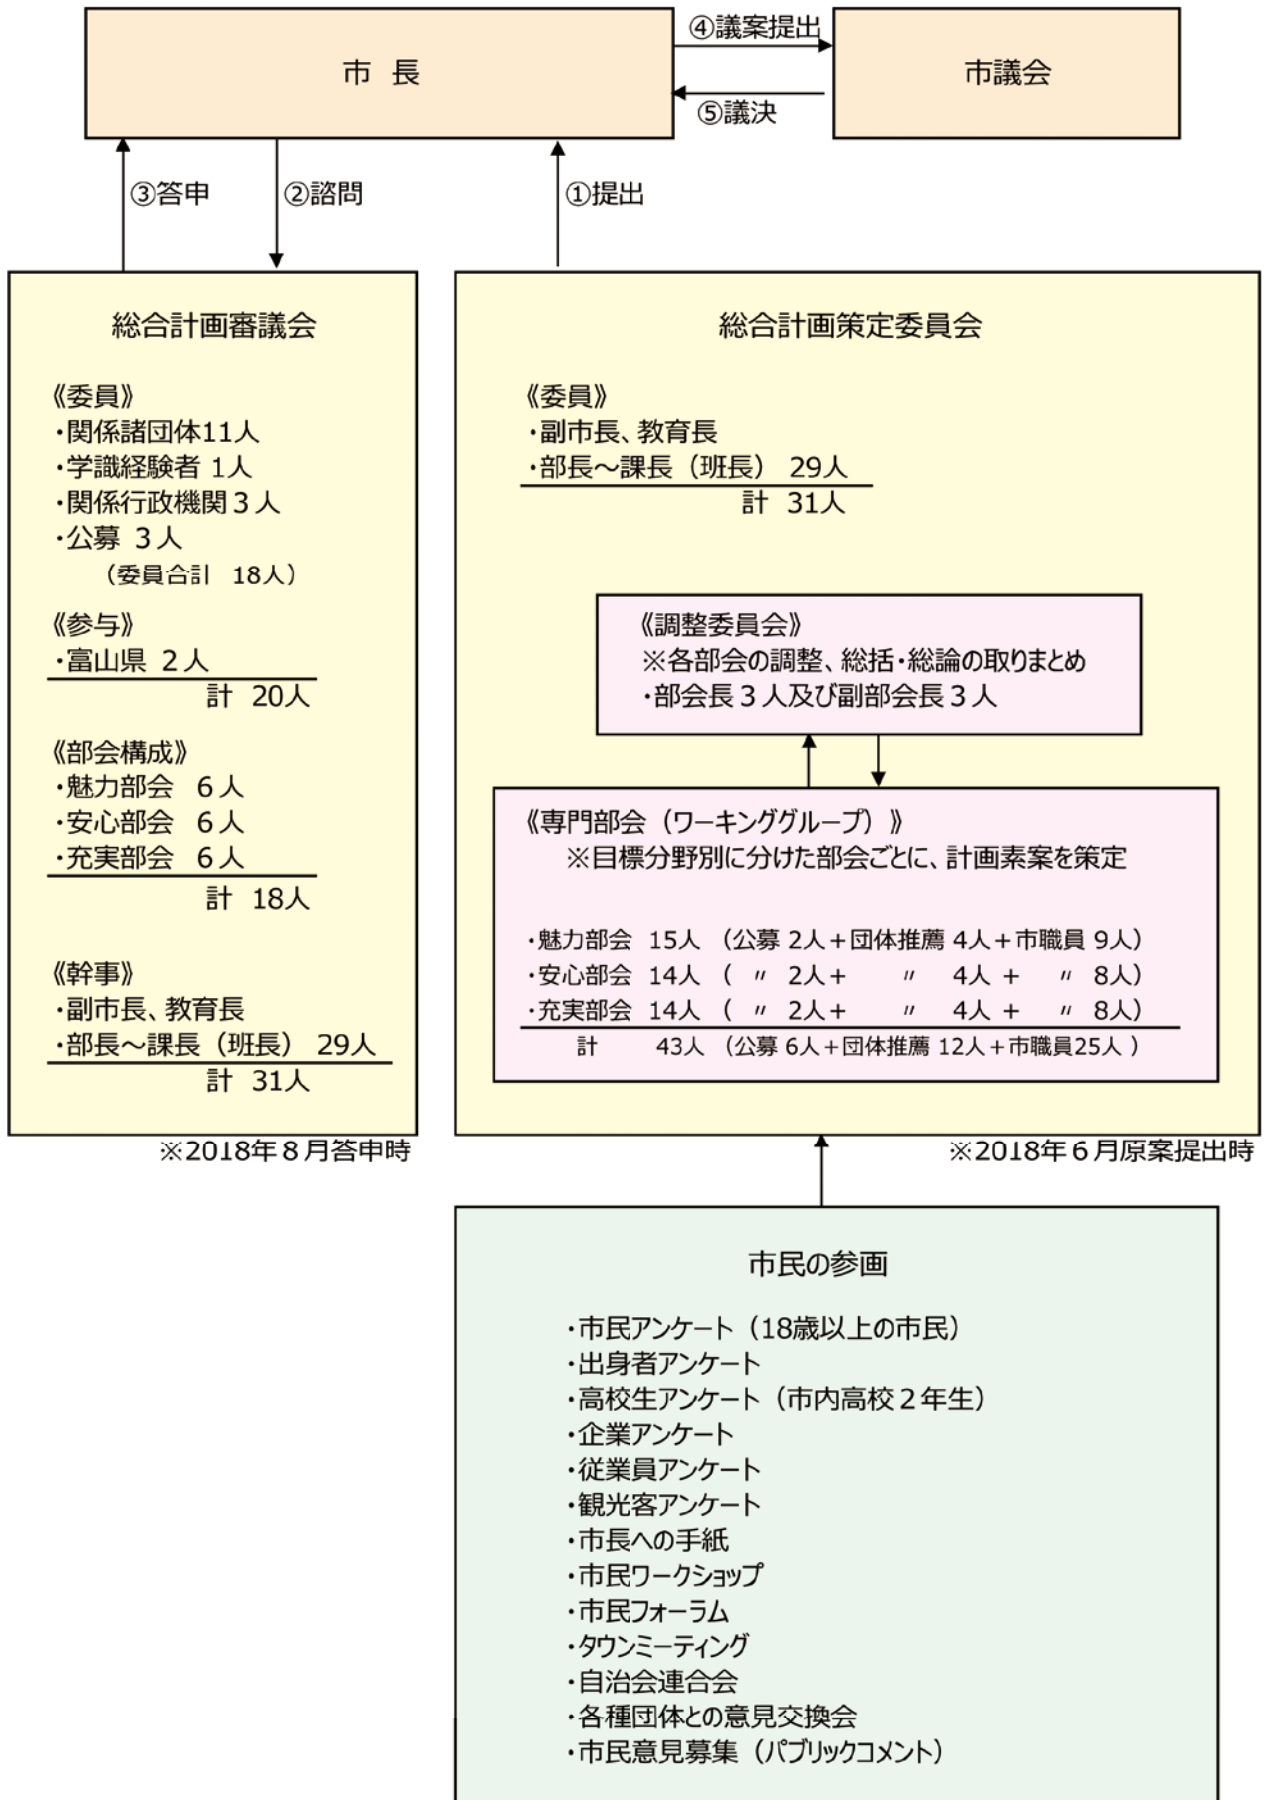 市 長
④議案提出
市議会
⑤議決
③答申
②諮問
①提出
総合計画審議会
《委員》
・関係諸団体11人
・学識経験者 1人
・関係行政機関３人
・公募 ３人
（委員合計 18人）
《参与》
・富山県 ２人
計 20人
《部会構成》
・魅力部会 ６人
・安心部会 ６人
・充実部会 ６人
計 18人
《幹事》
・副市長、教育長
・部長～課長（班長） 29人
計 31人
※2018年８月答申時
総合計画策定委員会
《委員》
・副市長、教育長
・部長～課長（班長） 29人
計 31人
《調整委員会》
※各部会の調整、総括・総論の取りまとめ
・部会長３人及び副部会長３人
《専門部会（ワーキンググループ）》
※目標分野別に分けた部会ごとに、計画素案を策定
・魅力部会 15人 （公募 2人＋団体推薦 4人＋市職員 9人）
・安心部会 14人 （ 〃 2人＋ 〃 4人 ＋ 〃 8人）
・充実部会 14人 （ 〃 2人＋ 〃 4人 ＋ 〃 8人）
計 43人 （公募 6人＋団体推薦 12人＋市職員25人 ）
※2018年６月原案提出時
市民の参画
・市民アンケート（18歳以上の市民）
・出身者アンケート
・高校生アンケート（市内高校２年生）
・企業アンケート
・従業員アンケート
・観光客アンケート
・市長への手紙
・市民ワークショップ
・市民フォーラム
・タウンミーティング
・自治会連合会
・各種団体との意見交換会
・市民意見募集（パブリックコメント）